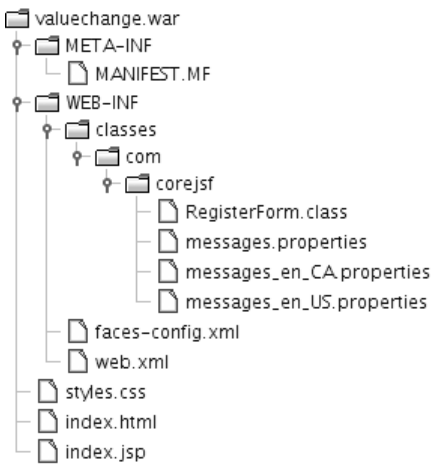 valuechange.war
META-INF
MANIFEST.MF
WEB-INF
classes
com
corejsf
RegisterForm.class
messages.properties
messages_en_CA.properties
messages_en_US.properties
faces-config.xml
web.xml
styles.css
index.html
index.jsp